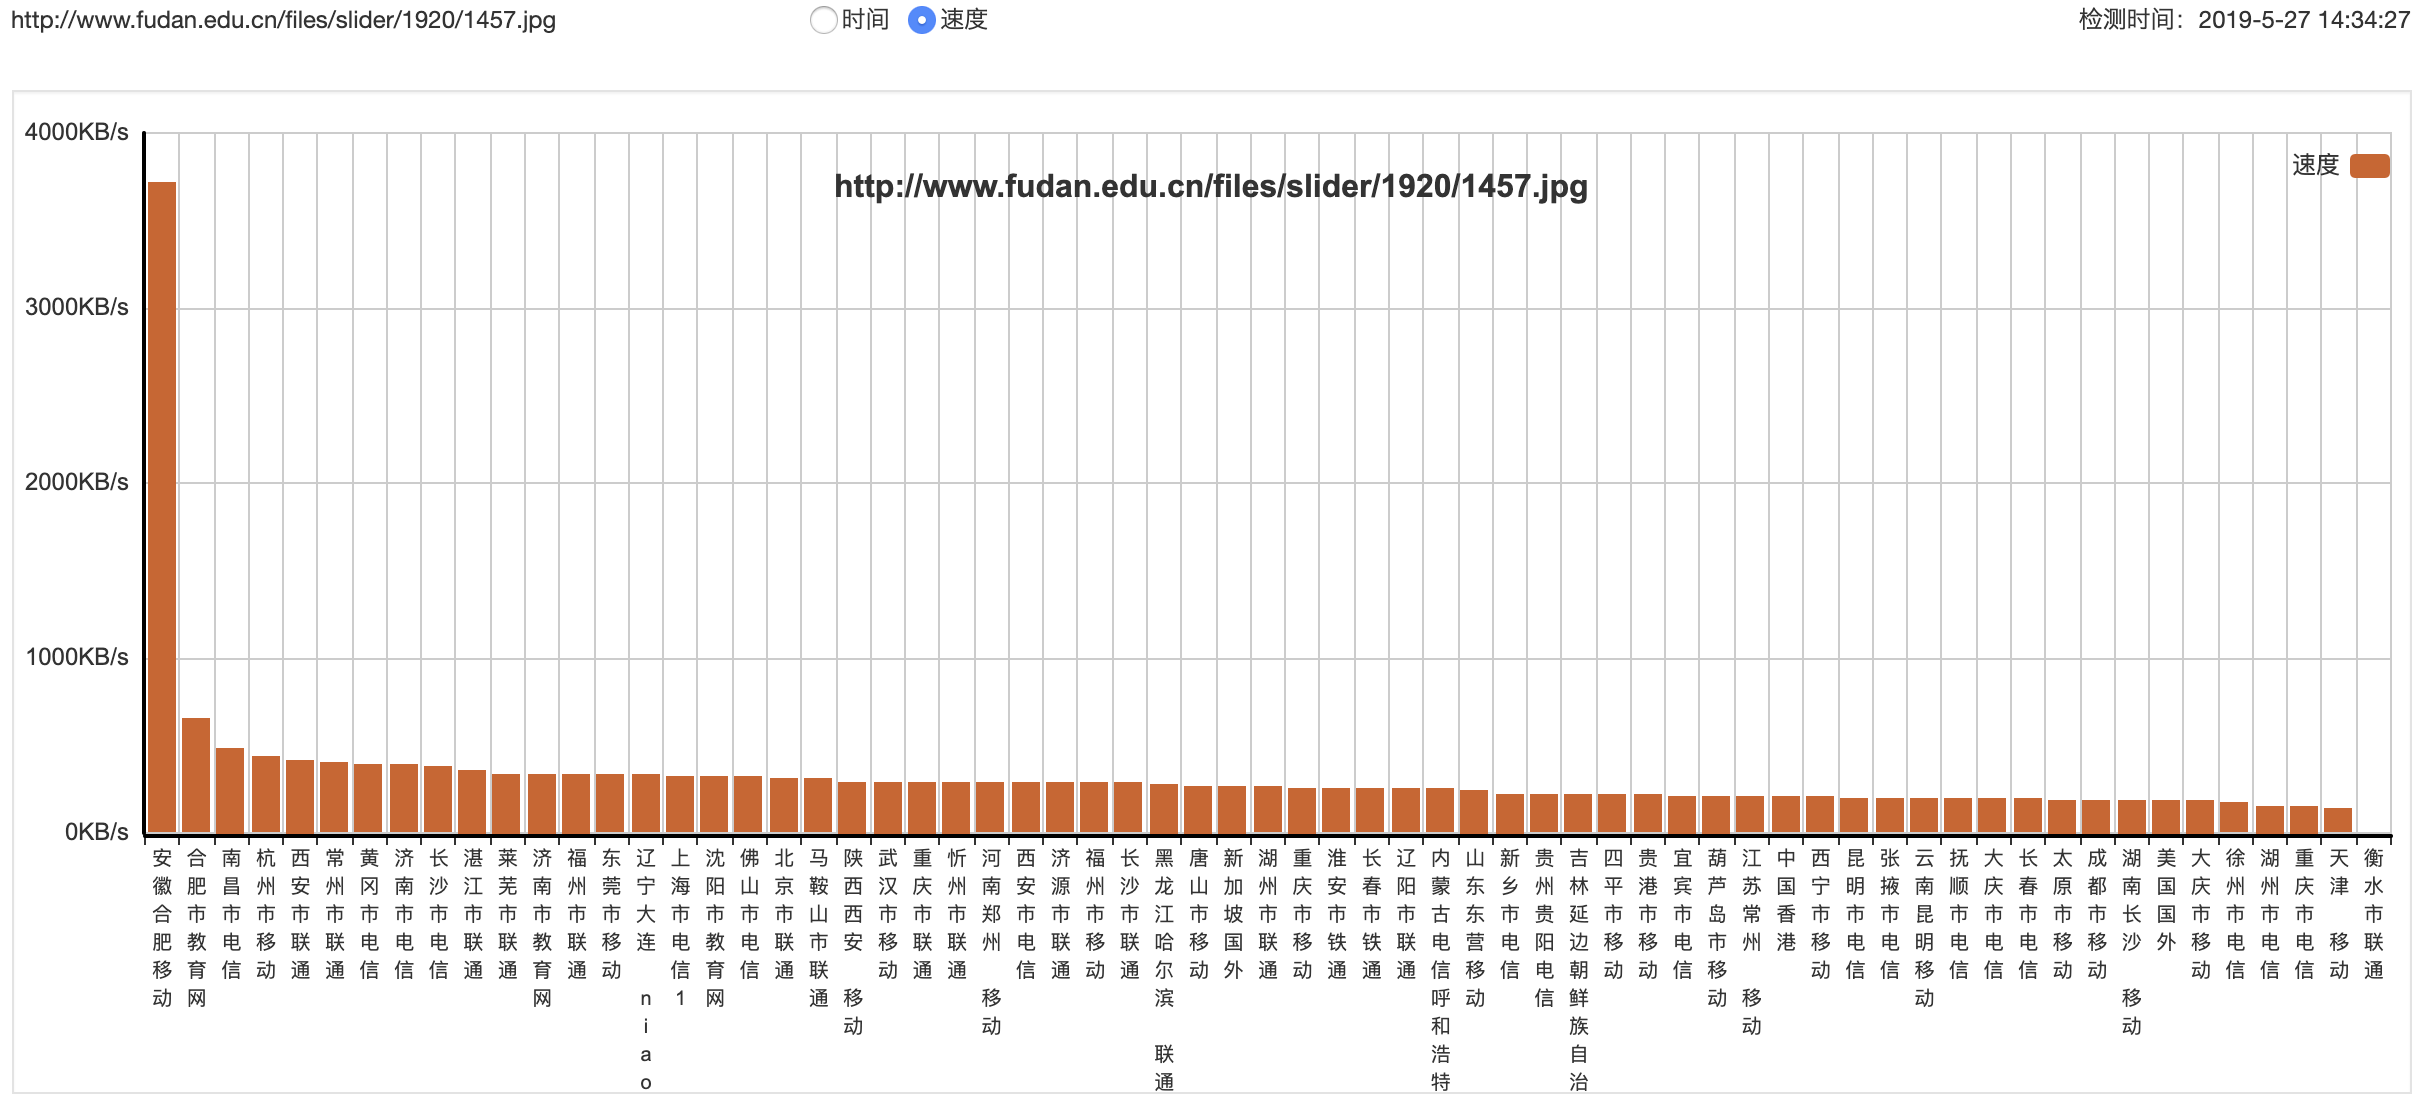 http://www.fudan.edu.cn/files/slider/1920/1457.jpg
时间
速度
检测时间：2019-5-27 14:34:27
http://www.fudan.edu.cn/files/slider/1920/1457.jpg
速度
4000KB/s
3000KB/s
2000KB/s
1000KB/s
0KB/s
安徽合肥移动
合肥市教育网
南昌市电信
杭州市移动
西安市联通
常州市联通
黄冈市电信
济南市电信
长沙市电信
湛江市联通
莱芜市联通
济南市教育网
福州市联通
东莞市移动
辽宁大连 niao
上海市电信1
沈阳市教育网
佛山市电信
北京市联通
马鞍山市联通
陕西西安 移动
武汉市移动
重庆市联通
忻州市联通
河南郑州 移动
西安市电信
济源市联通
福州市移动
长沙市联通
黑龙江哈尔滨 联通
唐山市移动
新加坡国外
湖州市联通
重庆市移动
淮安市铁通
长春市铁通
辽阳市联通
内蒙古电信呼和浩特
山东东营移动
新乡市电信
贵州贵阳电信
吉林延边朝鲜族自治
四平市移动
贵港市移动
宜宾市电信
葫芦岛市移动
江苏常州 移动
中国香港
西宁市移动
昆明市电信
张掖市电信
云南昆明移动
抚顺市电信
大庆市电信
长春市电信
太原市移动
成都市移动
湖南长沙 移动
美国国外
大庆市移动
徐州市电信
湖州市电信
重庆市电信
天津 移动
衡水市联通